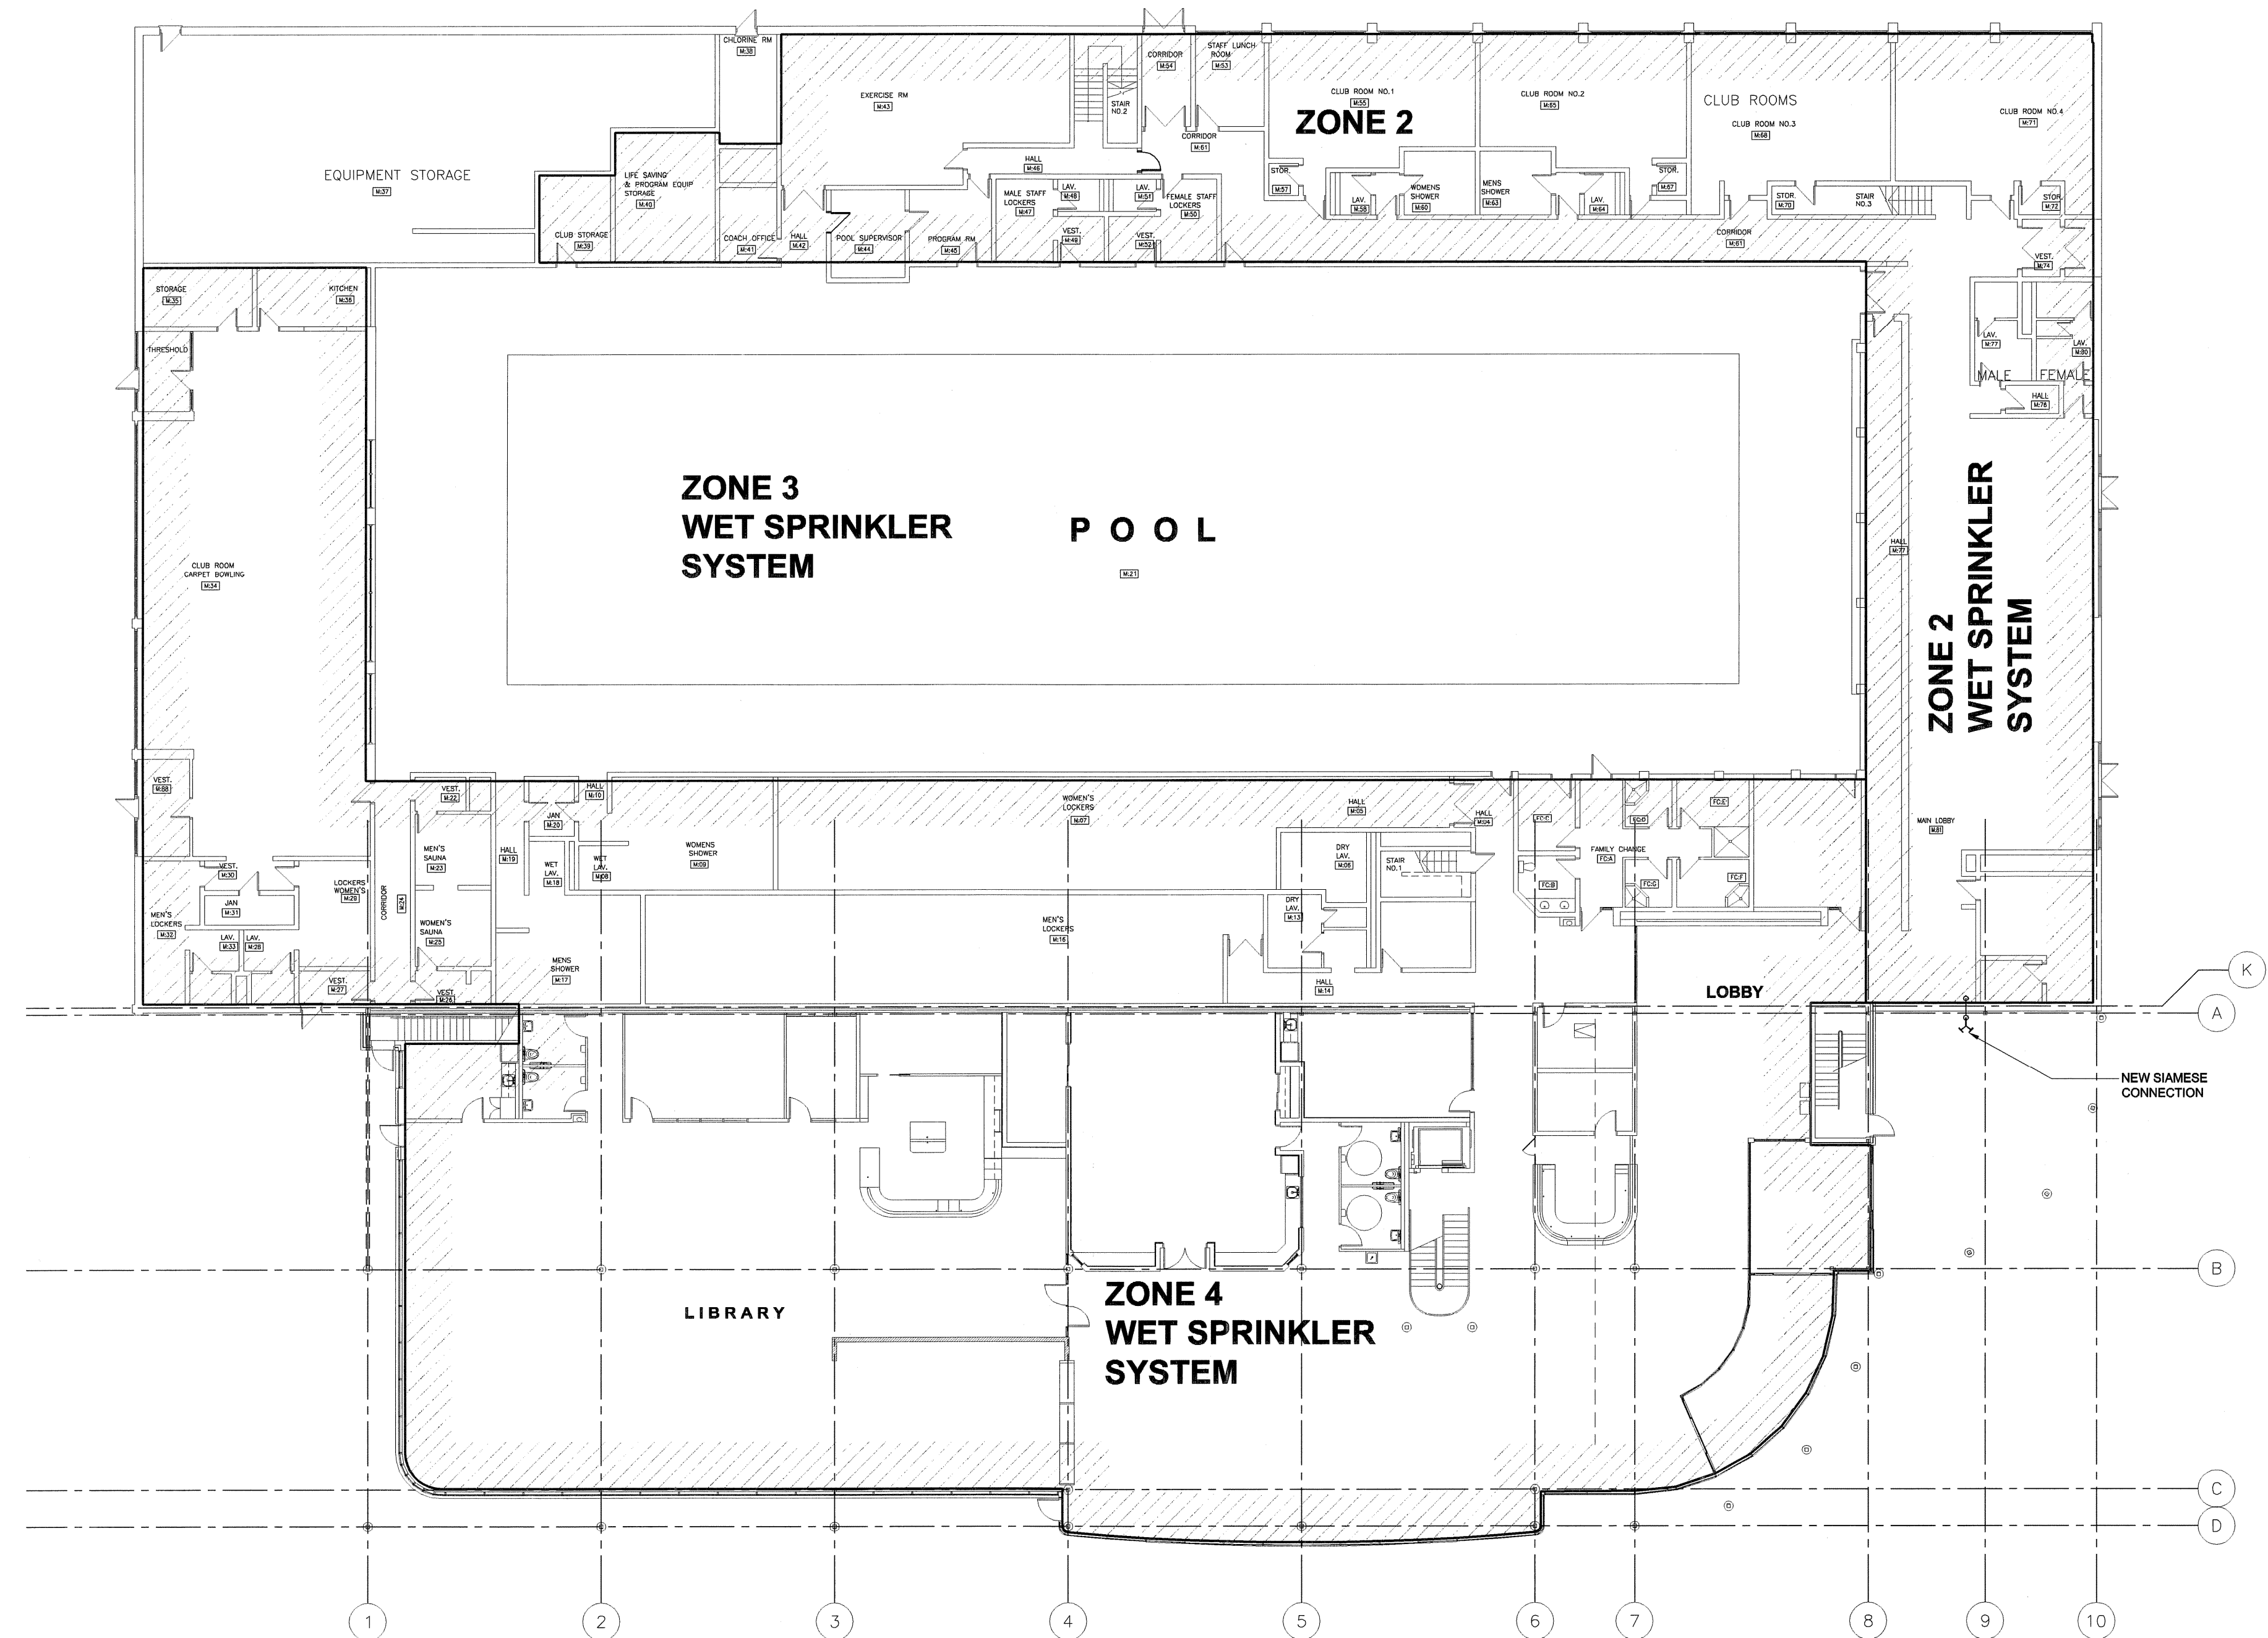 CHLORINE RM
M:38
EXERCISE RM
M:43
STAIR
NO.2
CORRIDOR
M:54
STAFF LUNCH
ROOM
M:53
CLUB ROOM NO.1
M:55
ZONE 2
CLUB ROOM NO.2
M:65
CLUB ROOMS
CLUB ROOM NO.3
M:68
CLUB ROOM NO.4
M:71
CORRIDOR
M:61
EQUIPMENT STORAGE
M:37
LIFE SAVING
& PROGRAM EQUIP
STORAGE
M:40
HALL
M:46
MALE STAFF
LOCKERS
M:47
LAV.
M:48
LAV.
M:51
FEMALE STAFF
LOCKERS
M:50
STOR.
M:57
LAV.
M:58
WOMENS
SHOWER
M:60
MENS
SHOWER
M:63
LAV.
M:64
STOR.
M:67
STOR.
M:70
STAIR
NO.3
STOR.
M:72
CLUB STORAGE
M:39
COACH OFFICE
M:41
HALL
M:42
POOL SUPERVISOR
M:44
PROGRAM RM
M:45
VEST.
M:49
VEST.
M:52
CORRIDOR
M:61
VEST.
M:74
STORAGE
M:35
KITCHEN
M:36
THRESHOLD
LAV.
M:77
LAV.
M:80
MALE
FEMALE
HALL
M:78
ZONE 3
WET SPRINKLER
SYSTEM
POOL
M:21
HALL
M:77
ZONE 2
WET SPRINKLER
SYSTEM
CLUB ROOM
CARPET BOWLING
M:34
VEST.
M:68
VEST.
M:22
HALL
M:10
JAN
M:20
WOMEN'S
LOCKERS
M:07
HALL
M:05
HALL
M:04
FC:C
FC:D
FC:E
MAIN LOBBY
M:81
MEN'S
SAUNA
M:23
HALL
M:19
WET
LAV.
M:18
WET
LAV.
M:08
WOMENS
SHOWER
M:09
DRY
LAV.
M:06
STAIR
NO.1
FAMILY CHANGE
FC:A
FC:B
FC:G
FC:F
VEST.
M:30
LOCKERS
WOMEN'S
M:29
CORRIDOR
M:24
JAN
M:31
MEN'S
LOCKERS
M:32
LAV.
M:33
LAV.
M:28
WOMEN'S
SAUNA
M:25
MEN'S
LOCKERS
M:16
DRY
LAV.
M:13
MENS
SHOWER
M:17
VEST.
M:27
VEST.
M:26
HALL
M:14
LOBBY
K
A
NEW SIAMESE
CONNECTION
B
LIBRARY
ZONE 4
WET SPRINKLER
SYSTEM
C
D
1
2
3
4
5
6
7
8
9
10